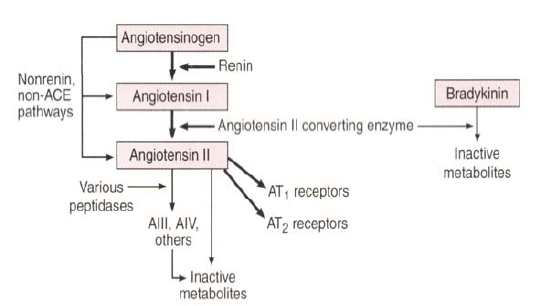 Angiotensinogen
Renin
Nonrenin,
non-ACE
pathways
Angiotensin I
Bradykinin
Angiotensin II converting enzyme
Angiotensin II
Inactive
metabolites
Various
peptidases
AT1 receptors
AIII, AIV,
others
AT2 receptors
Inactive
metabolites